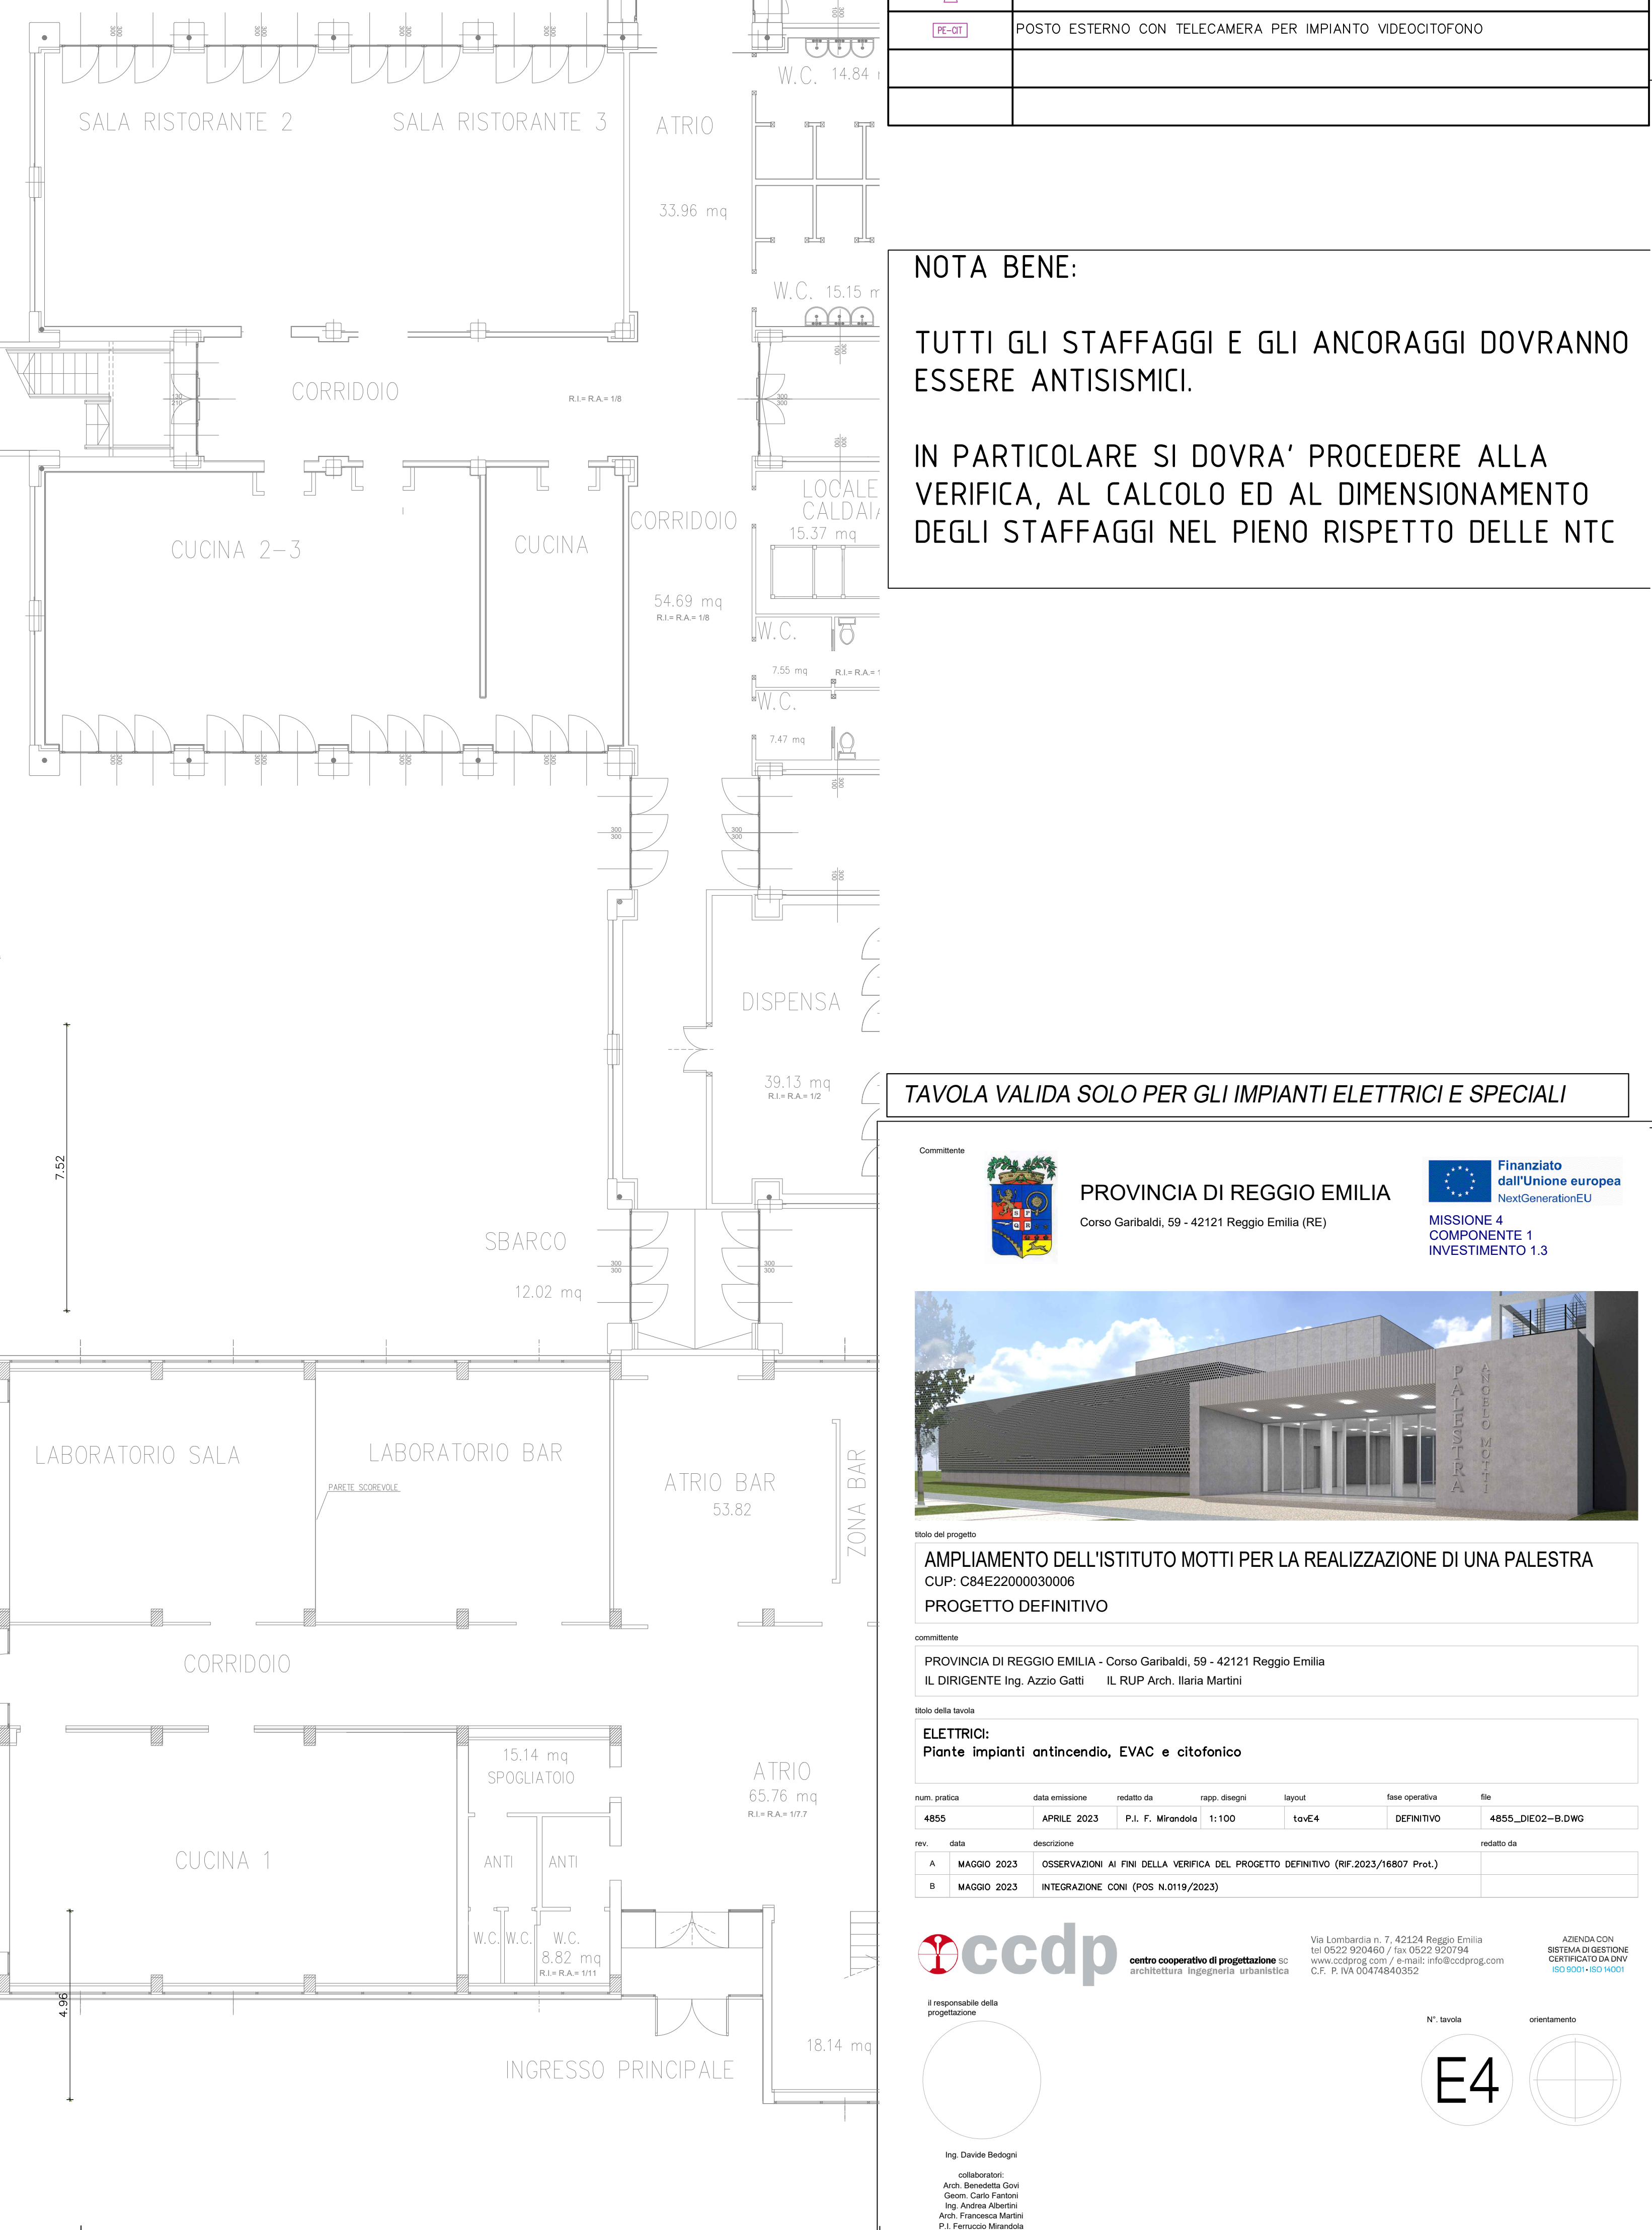 SALA RISTORANTE 2
SALA RISTORANTE 3
ATRIO
33.96 mq
W.C. 14.84
W.C. 15.15
CORRIDOIO
R.I.= R.A.= 1/8
130
210
300
300
CUCINA 2-3
CUCINA
CORRIDOIO
54.69 mq
R.I.= R.A.= 1/8
LOCALE
CALDAIA
15.37 mq
W.C.
7.55 mq
R.I.= R.A.=
W.C.
7.47 mq
300
300
300
300
DISPENSA
39.13 mq
R.I.= R.A.= 1/2
7.52
SBARCO
12.02 mq
300
300
300
300
LABORATORIO SALA
LABORATORIO BAR
PARETE SCOREVOLE
ATRIO BAR
53.82
ZONA BAR
CORRIDOIO
15.14 mq
SPOGLIATOIO
ATRIO
65.76 mq
R.I.= R.A.= 1/7.7
CUCINA 1
ANTI
ANTI
W.C.
W.C.
W.C.
8.82 mq
R.I.= R.A.= 1/11
4.96
18.14 mq
INGRESSO PRINCIPALE
PE-CIT
POSTO ESTERNO CON TELECAMERA PER IMPIANTO VIDEOCITOFONO
NOTA BENE:
TUTTI GLI STAFFAGGI E GLI ANCORAGGI DOVRANNO
ESSERE ANTISISMICI.
IN PARTICOLARE SI DOVRA' PROCEDERE ALLA
VERIFICA, AL CALCOLO ED AL DIMENSIONAMENTO
DEGLI STAFFAGGI NEL PIENO RISPETTO DELLE NTC
TAVOLA VALIDA SOLO PER GLI IMPIANTI ELETTRICI E SPECIALI
Committente
PROVINCIA DI REGGIO EMILIA
Corso Garibaldi, 59 - 42121 Reggio Emilia (RE)
Finanziato
dall'Unione europea
NextGenerationEU
MISSIONE 4
COMPONENTE 1
INVESTIMENTO 1.3
PALESTRA
ANGELO MOTTI
titolo del progetto
AMPLIAMENTO DELL'ISTITUTO MOTTI PER LA REALIZZAZIONE DI UNA PALESTRA
CUP: C84E22000030006
PROGETTO DEFINITIVO
committente
PROVINCIA DI REGGIO EMILIA - Corso Garibaldi, 59 - 42121 Reggio Emilia
IL DIRIGENTE Ing. Azzio Gatti IL RUP Arch. Ilaria Martini
titolo della tavola
ELETTRICI:
Piante impianti antincendio, EVAC e citofonico
num. pratica data emissione redatto da rapp. disegni layout fase operativa file
4855 APRILE 2023 P.I. F. Mirandola 1:100 tavE4 DEFINITIVO 4855_DIE02-B.DWG
rev. data descrizione redatto da
A MAGGIO 2023 OSSERVAZIONI AI FINI DELLA VERIFICA DEL PROGETTO DEFINITIVO (RIF.2023/16807 Prot.)
B MAGGIO 2023 INTEGRAZIONE CONI (POS N.0119/2023)
ccdp
centro cooperativo di progettazione sc
architettura ingegneria urbanistica
Via Lombardia n. 7, 42124 Reggio Emilia
tel 0522 920460 / fax 0522 920794
www.ccdprog com / e-mail: info@ccdprog.com
C.F. P. IVA 00474840352
AZIENDA CON
SISTEMA DI GESTIONE
CERTIFICATO DA DNV
ISO 9001 • ISO 14001
il responsabile della
progettazione
N°. tavola
orientamento
E4
Ing. Davide Bedogni
collaboratori:
Arch. Benedetta Govi
Geom. Carlo Fantoni
Ing. Andrea Albertini
Arch. Francesca Martini
P.I. Ferruccio Mirandola